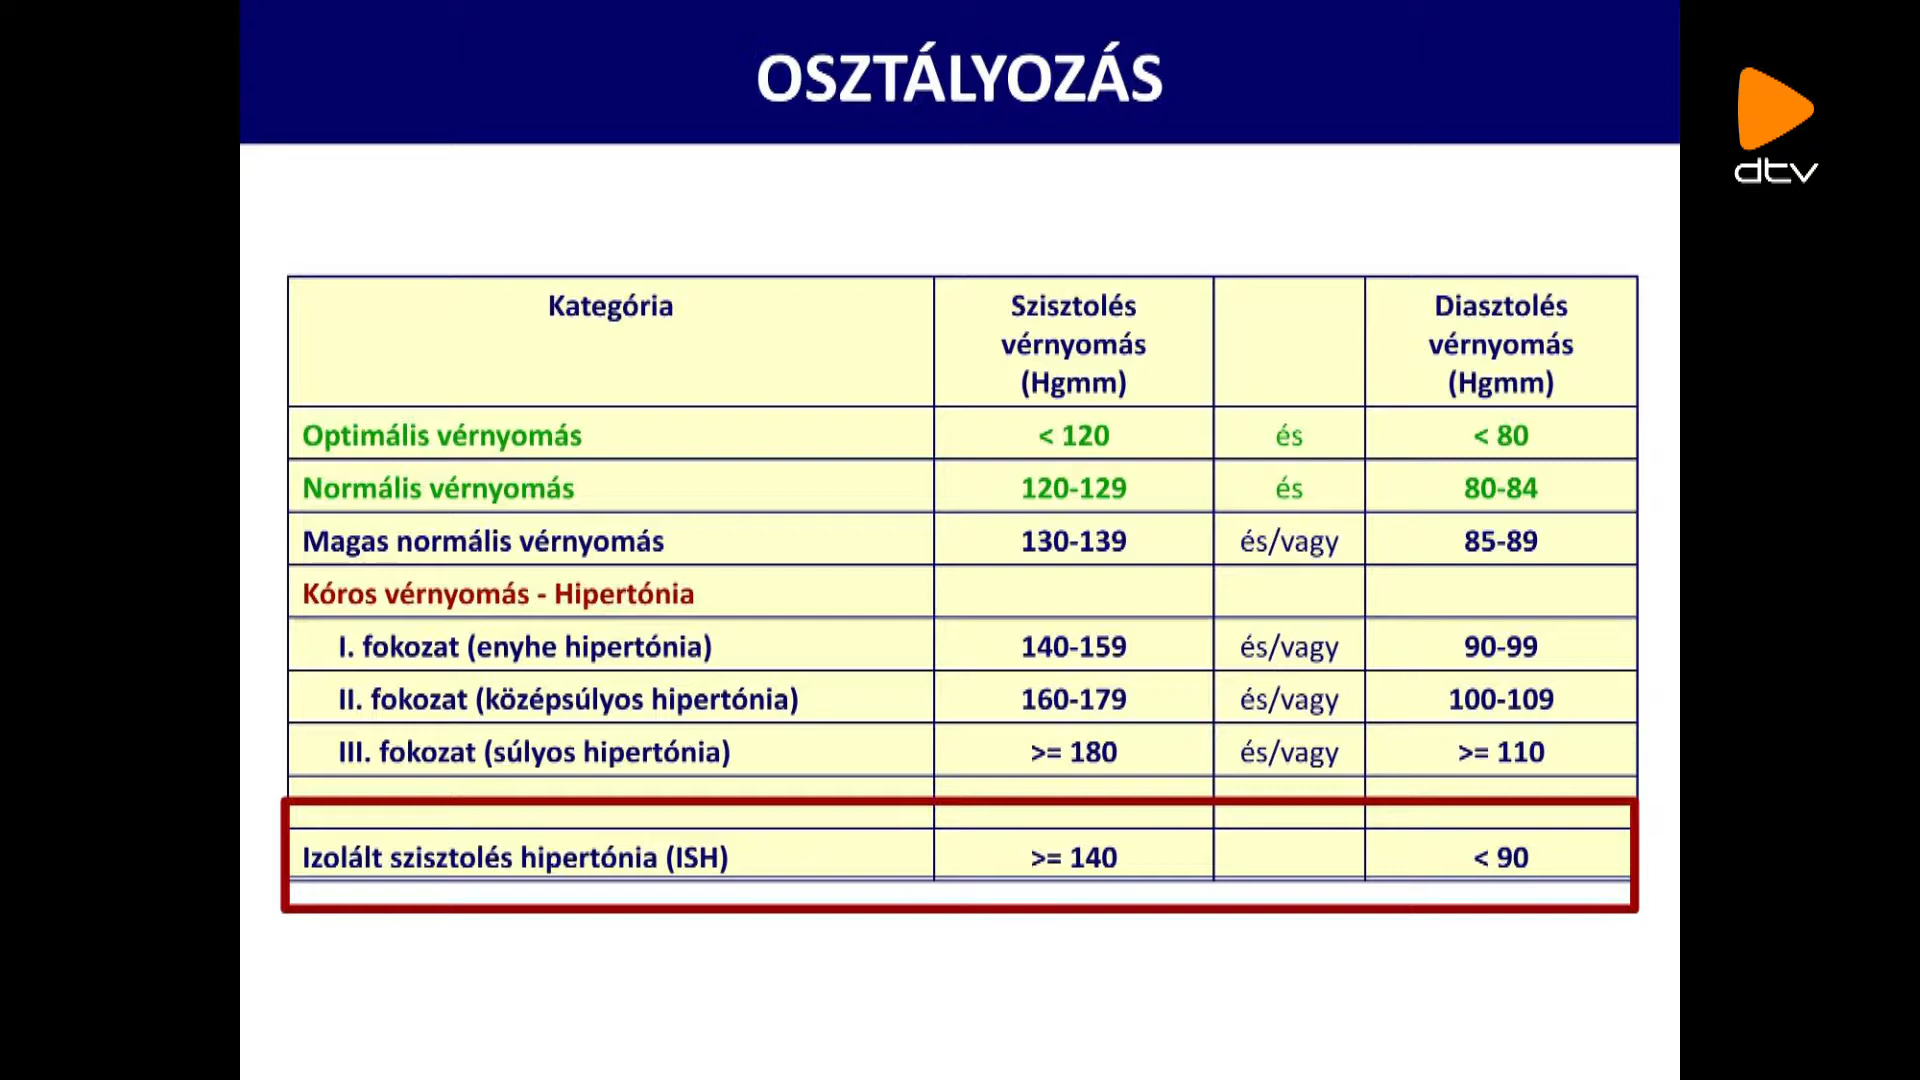 OSZTÁLYOZÁS
dtv
Kategória
Szisztolés
vérnyomás
(Hgmm)
Diasztolés
vérnyomás
(Hgmm)
Optimális vérnyomás < 120 és < 80
Normális vérnyomás 120-129 és 80-84
Magas normális vérnyomás 130-139 és/vagy 85-89
Kóros vérnyomás - Hipertónia
I. fokozat (enyhe hipertónia) 140-159 és/vagy 90-99
II. fokozat (középsúlyos hipertónia) 160-179 és/vagy 100-109
III. fokozat (súlyos hipertónia) >= 180 és/vagy >= 110
Izolált szisztolés hipertónia (ISH) >= 140 < 90